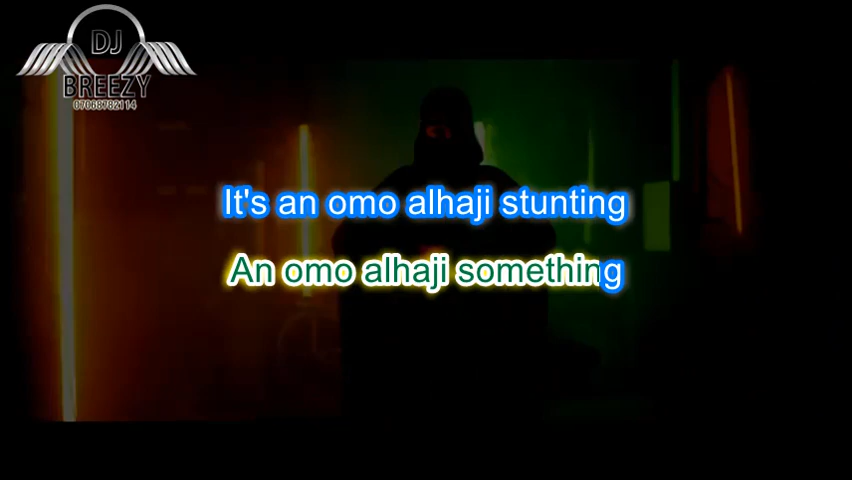 DJ
BREEZY
07068782114
It's an omo alhaji stunting
An omo alhaji something